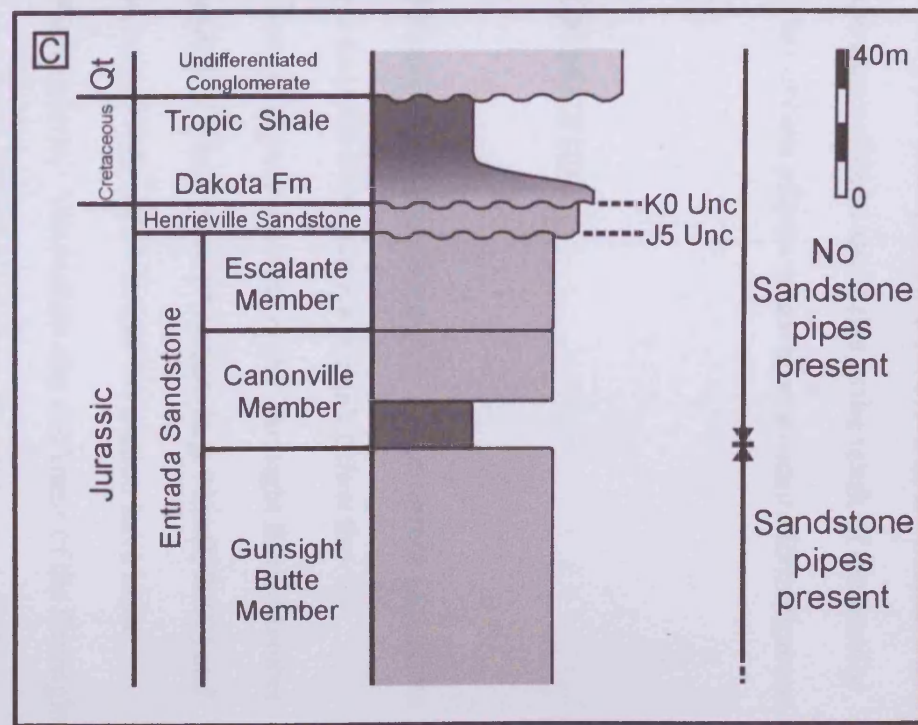 C
Qt
Undifferentiated
Conglomerate
40m
0
Cretaceous
Tropic Shale
Dakota Fm
K0 Unc
Henrieville Sandstone
J5 Unc
Jurassic
Entrada Sandstone
Escalante
Member
Canonville
Member
Gunsight
Butte
Member
No
Sandstone
pipes
present
Sandstone
pipes
present